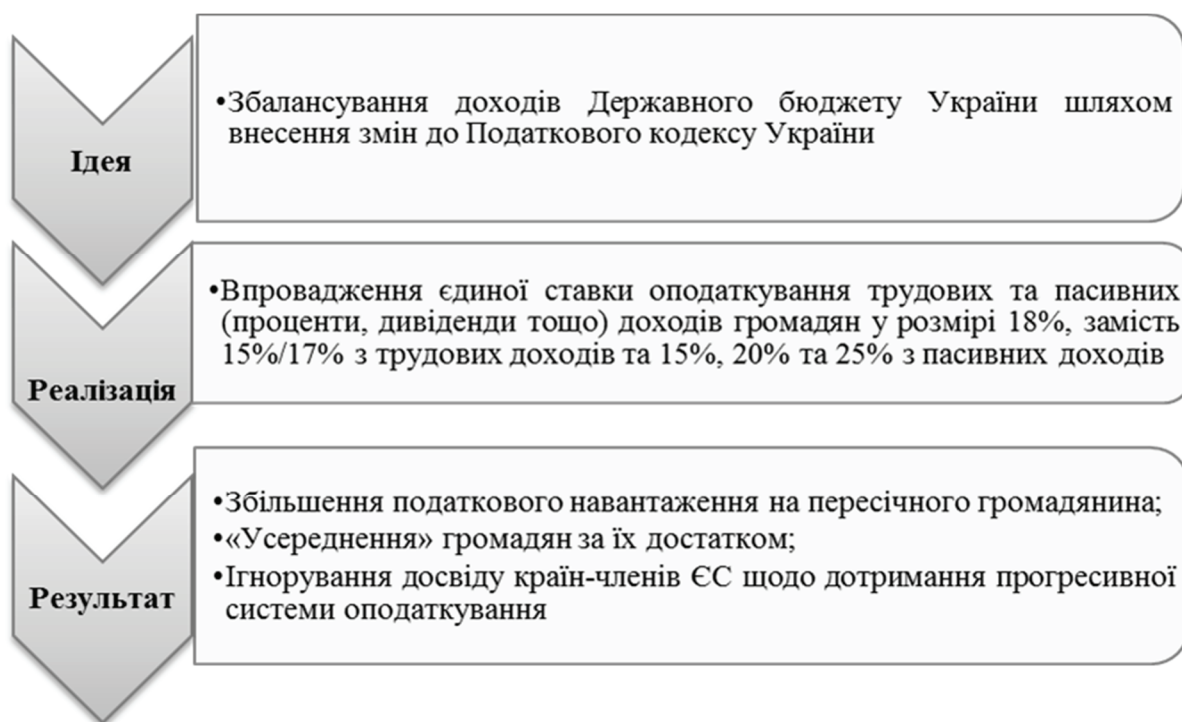 Ідея
•Збалансування доходів Державного бюджету України шляхом
внесення змін до Податкового кодексу України
Реалізація
•Впровадження єдиної ставки оподаткування трудових та пасивних
(проценти, дивіденди тощо) доходів громадян у розмірі 18%, замість
15%/17% з трудових доходів та 15%, 20% та 25% з пасивних доходів
Результат
•Збільшення податкового навантаження на пересічного громадянина;
•«Усереднення» громадян за їх достатком;
•Ігнорування досвіду країн-членів ЄС щодо дотримання прогресивної
системи оподаткування